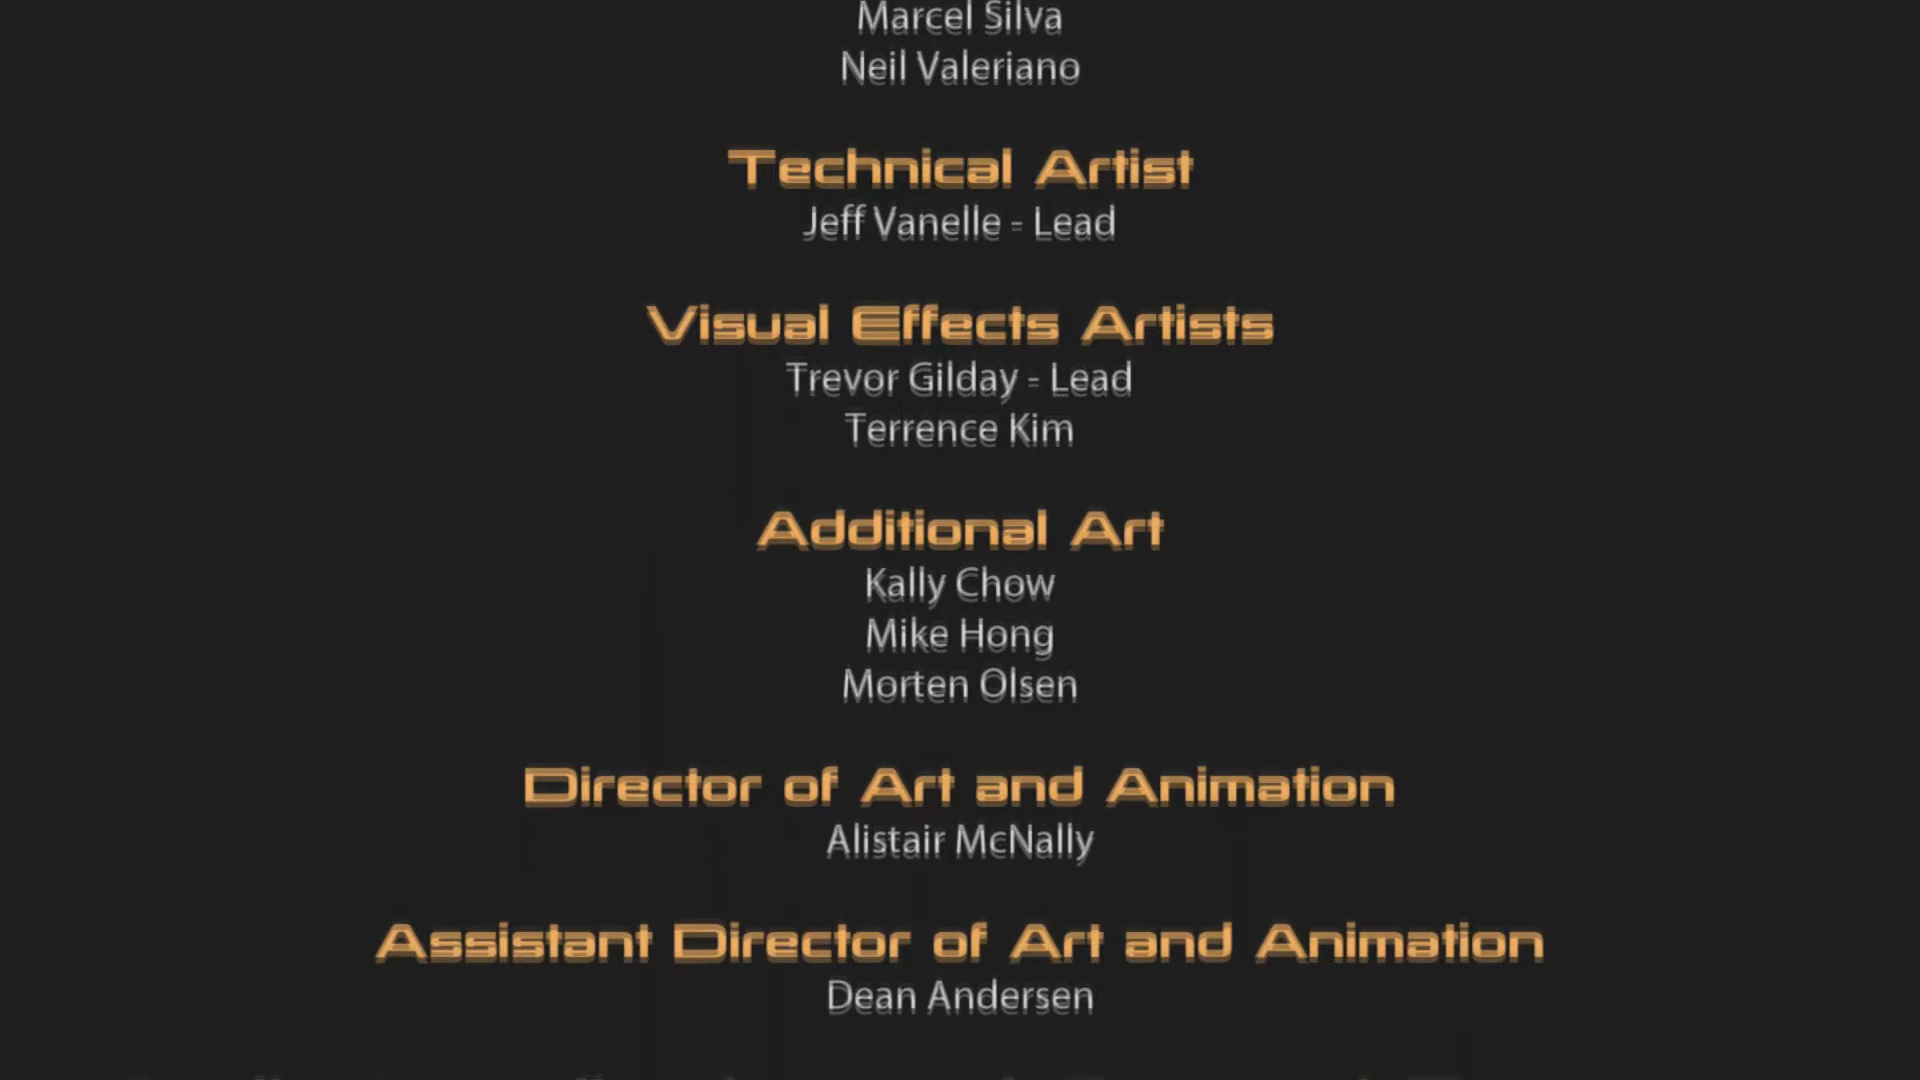 Marcel Silva
Neil Valeriano
Technical Artist
Jeff Vanelle - Lead
Visual Effects Artists
Trevor Gilday - Lead
Terrence Kim
Additional Art
Kally Chow
Mike Hong
Morten Olsen
Director of Art and Animation
Alistair McNally
Assistant Director of Art and Animation
Dean Andersen